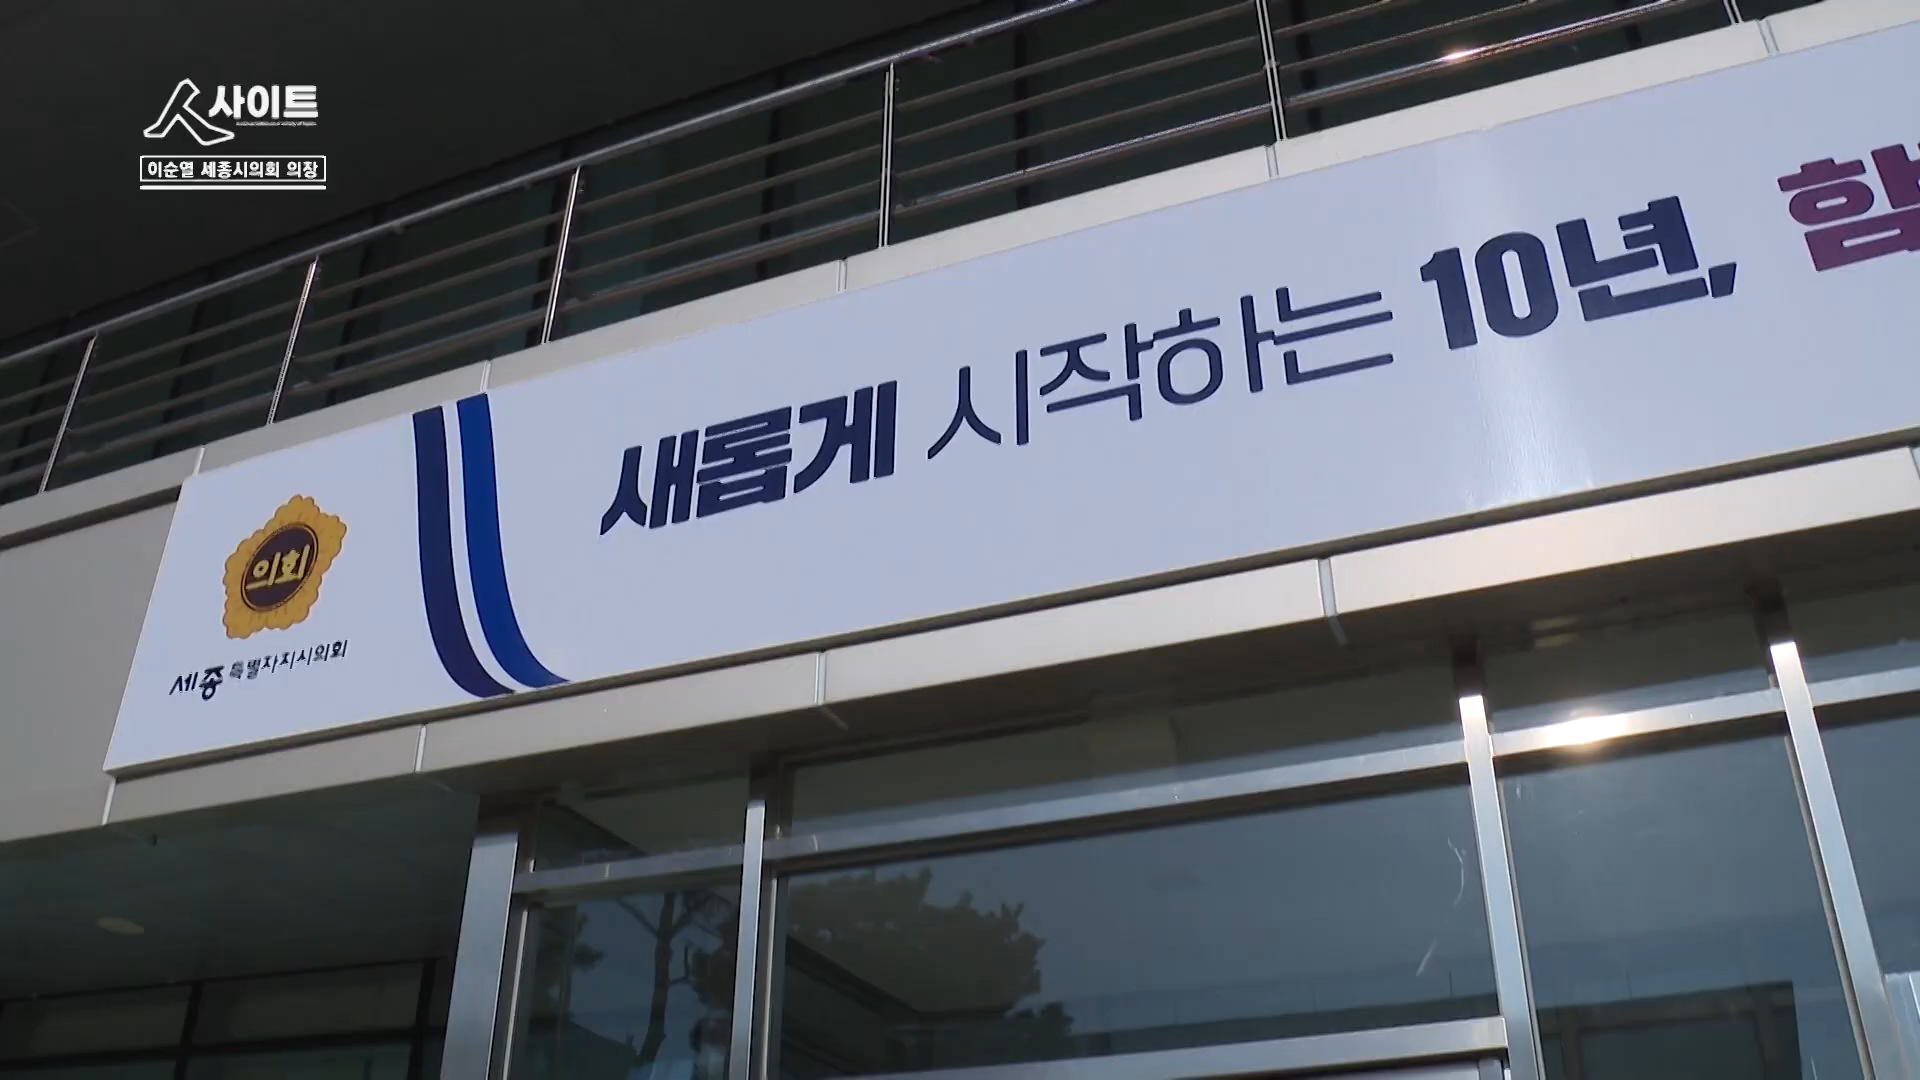 사이트
이순열 세종시의회 의장
새롭게 시작하는 10년, 함
의회
세종특별자치시의회